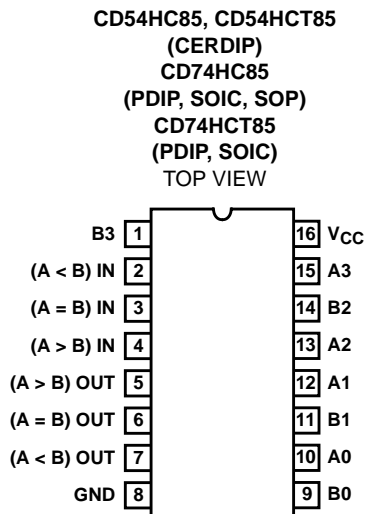 CD54HC85, CD54HCT85
(CERDIP)
CD74HC85
(PDIP, SOIC, SOP)
CD74HCT85
(PDIP, SOIC)
TOP VIEW
B3 1 16 VCC
(A < B) IN 2 15 A3
(A = B) IN 3 14 B2
(A > B) IN 4 13 A2
(A > B) OUT 5 12 A1
(A = B) OUT 6 11 B1
(A < B) OUT 7 10 A0
GND 8 9 B0